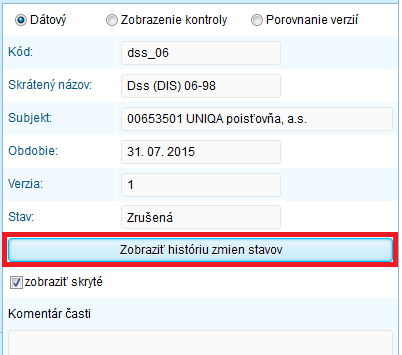 Dátový Zobrazenie kontroly Porovnanie verzií
Kód: dss_06
Skrátený názov: Dss (DIS) 06-98
Subjekt: 00653501 UNIQA poisťovňa, a.s.
Obdobie: 31. 07. 2015
Verzia: 1
Stav: Zrušená
Zobraziť históriu zmien stavov
zobraziť skryté
Komentár časti